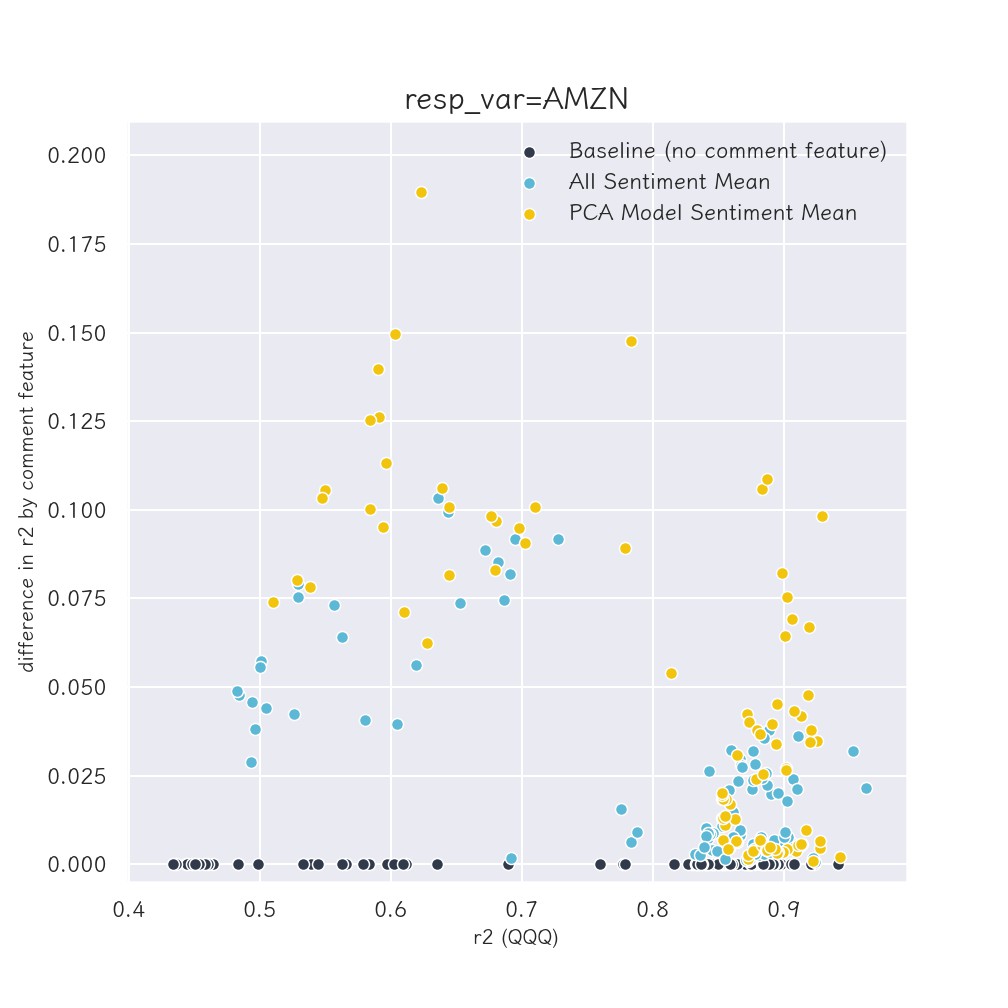 resp_var=AMZN
Baseline (no comment feature)
All Sentiment Mean
PCA Model Sentiment Mean
0.200
0.175
0.150
0.125
0.100
0.075
0.050
0.025
0.000
difference in r2 by comment feature
0.4 0.5 0.6 0.7 0.8 0.9
r2 (QQQ)